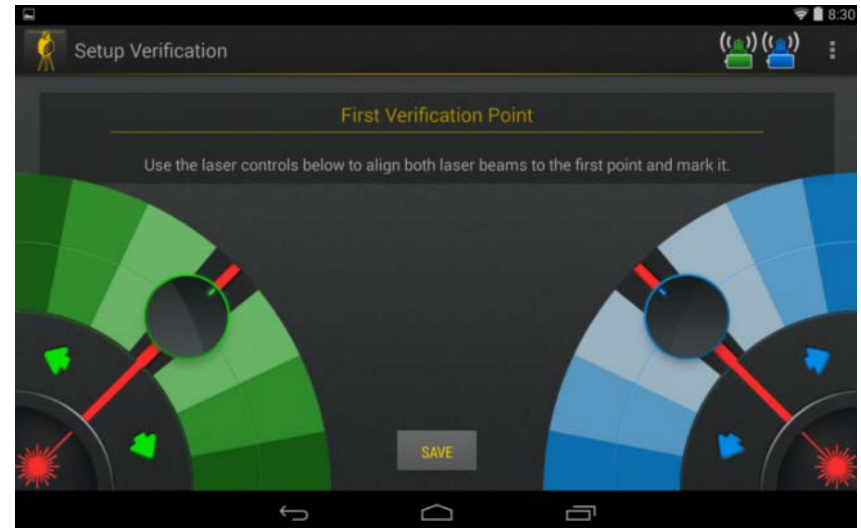 8:30
Setup Verification
First Verification Point
Use the laser controls below to align both laser beams to the first point and mark it.
SAVE